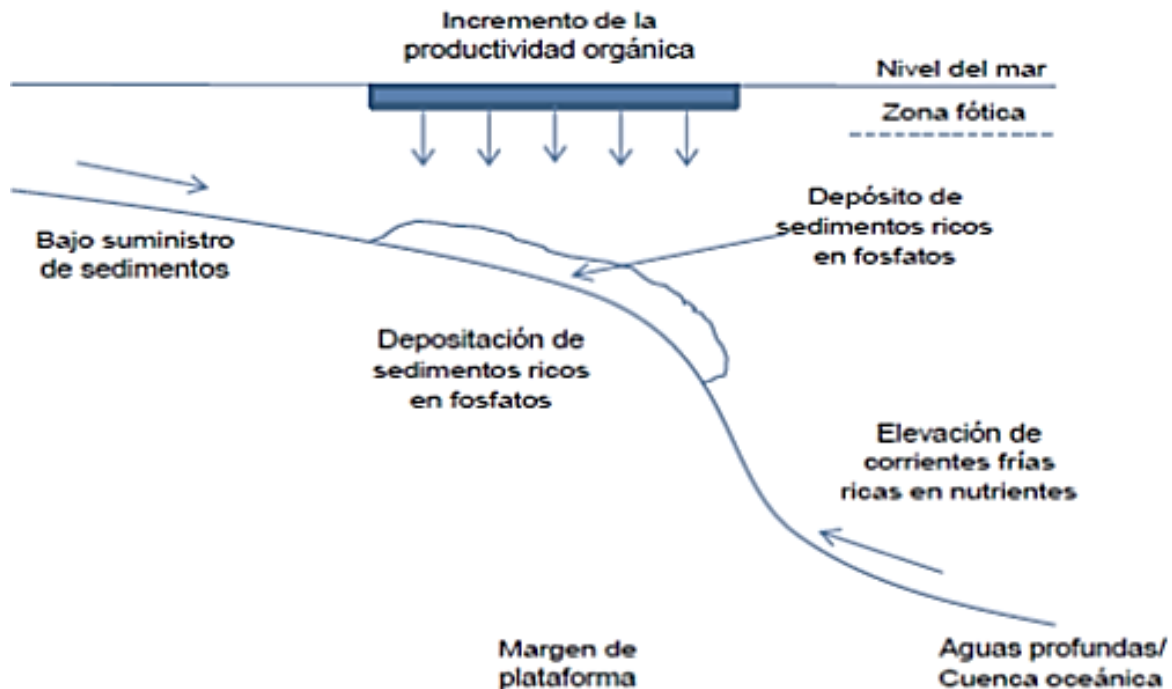 Incremento de la
productividad orgánica
Nivel del mar
Zona fótica
Depósito de
sedimentos ricos
en fosfatos
Bajo suministro
de sedimentos
Depositación de
sedimentos ricos
en fosfatos
Elevación de
corrientes frías
ricas en nutrientes
Margen de
plataforma
Aguas profundas/
Cuenca oceánica